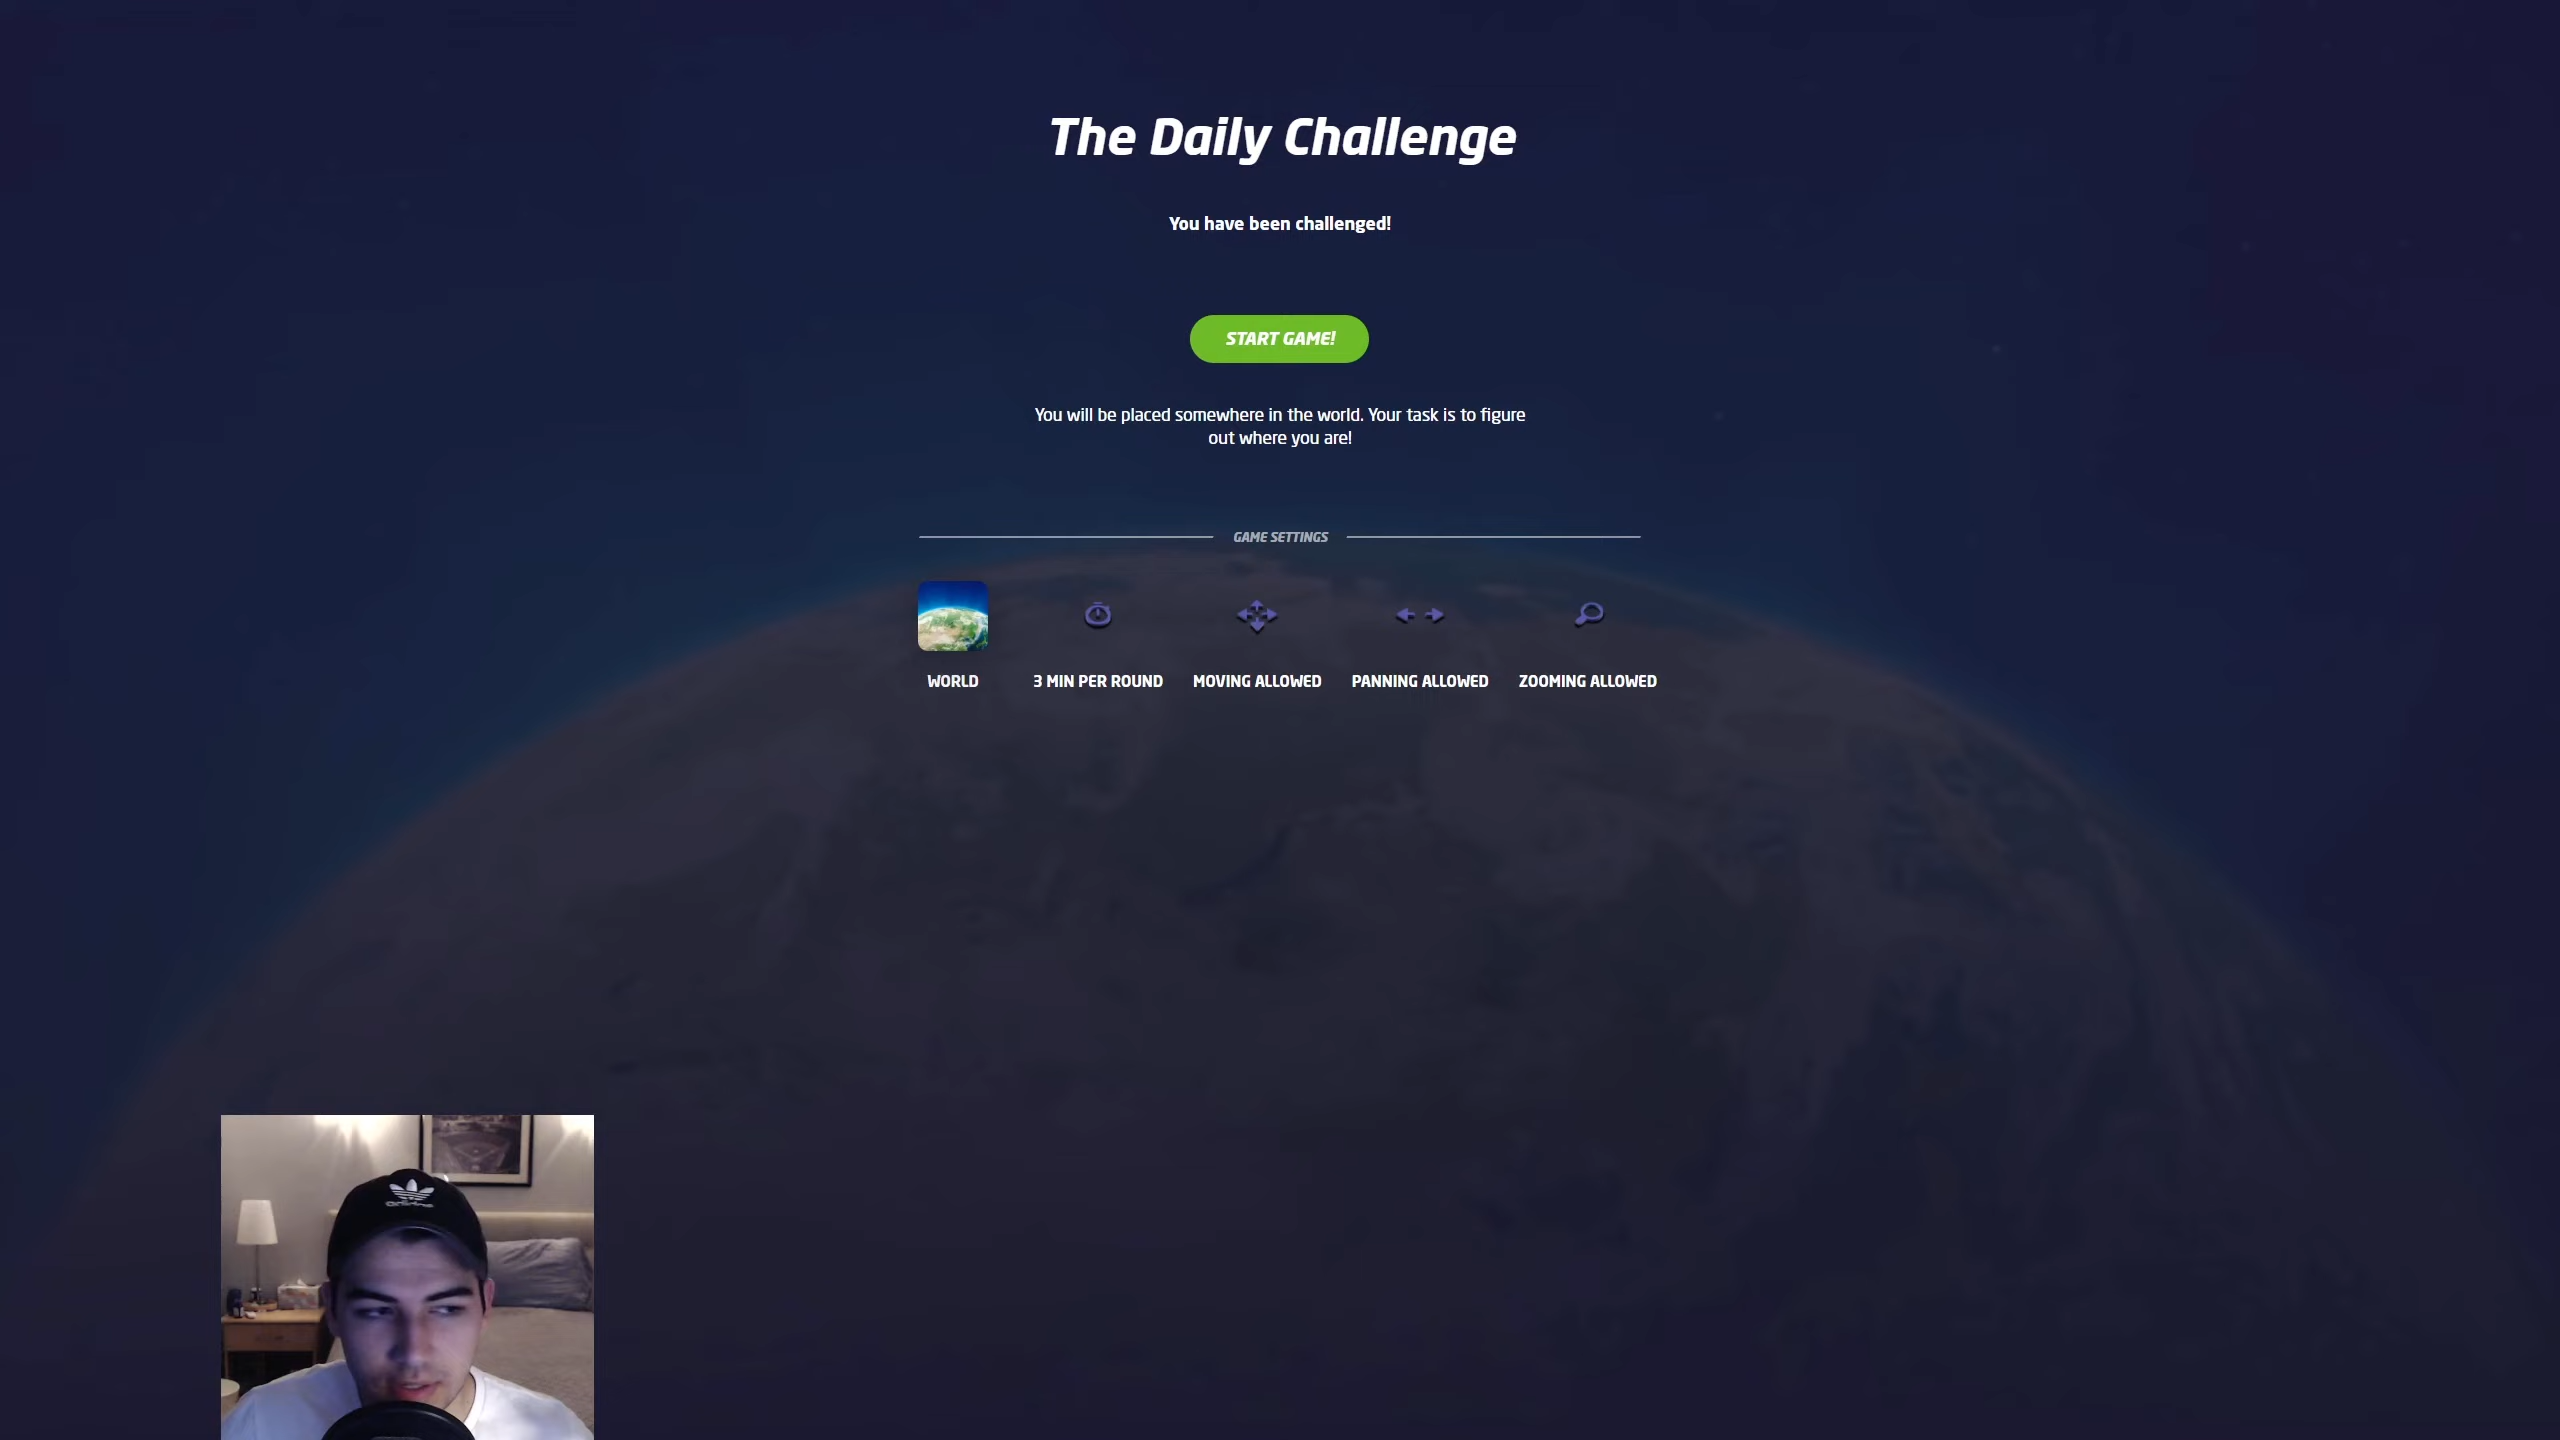 The Daily Challenge
You have been challenged!
START GAME!
You will be placed somewhere in the world. Your task is to figure
out where you are!
GAME SETTINGS
WORLD
3 MIN PER ROUND
MOVING ALLOWED
PANNING ALLOWED
ZOOMING ALLOWED
adidas